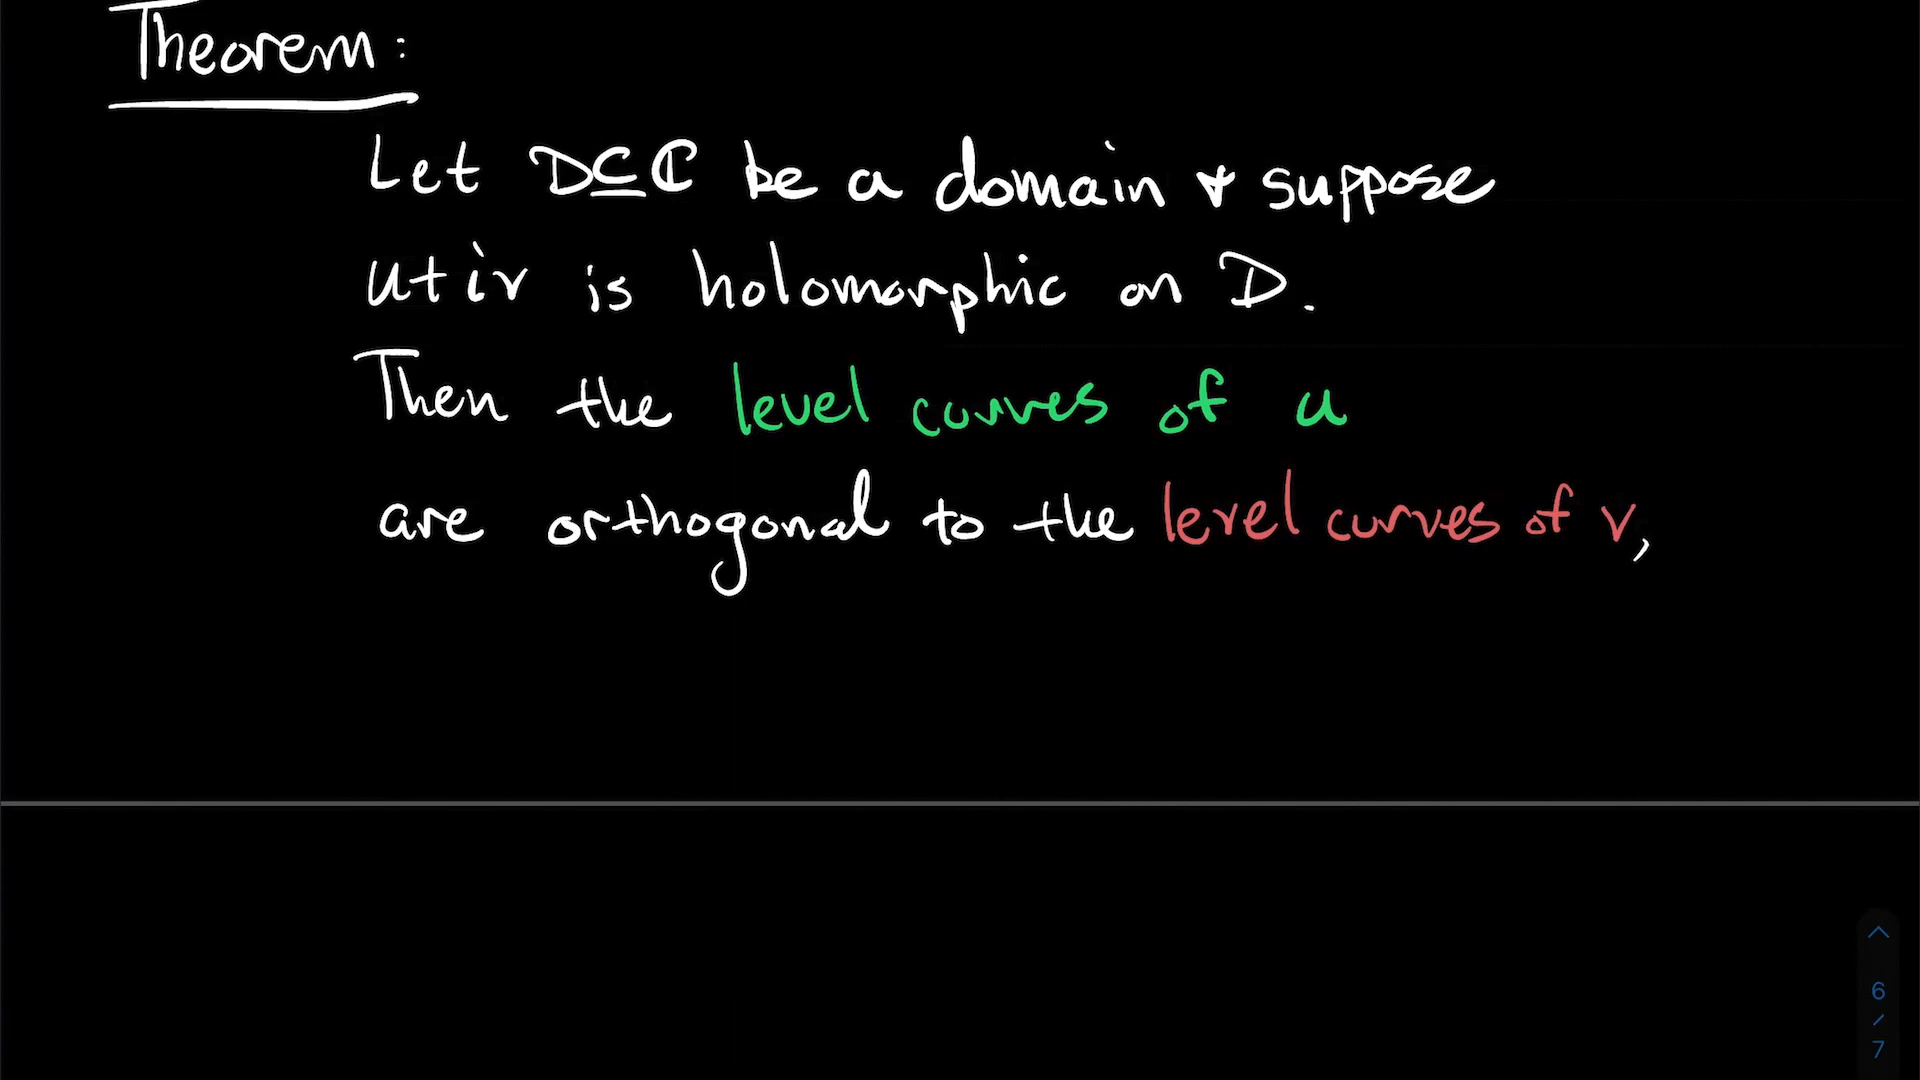 Theorem:
Let D⊆ℂ be a domain & suppose
u+iv is holomorphic on D.
Then the level curves of u
are orthogonal to the level curves of v,
6
/
7